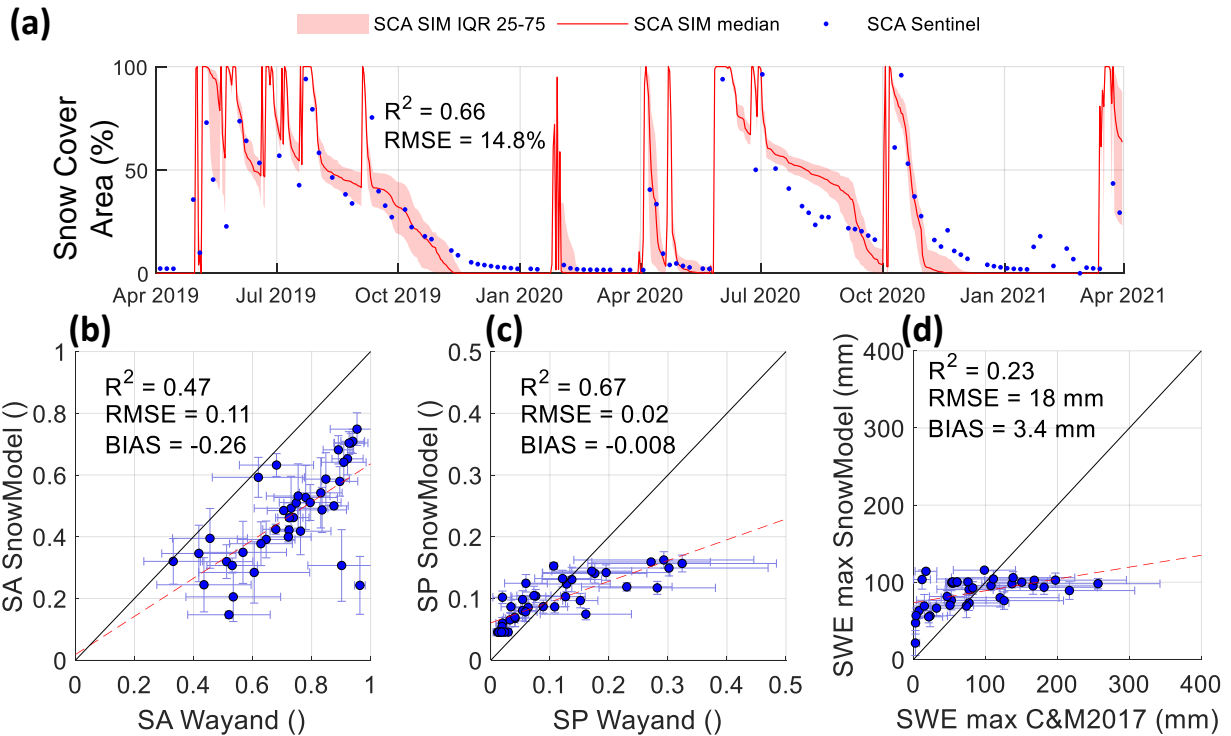 (a)
SCA SIM IQR 25-75
SCA SIM median
SCA Sentinel
Snow Cover
Area (%)
100
50
0
R² = 0.66
RMSE = 14.8%
Apr 2019
Jul 2019
Oct 2019
Jan 2020
Apr 2020
Jul 2020
Oct 2020
Jan 2021
Apr 2021
(b)
SA SnowModel ()
1
0.8
0.6
0.4
0.2
0
R² = 0.47
RMSE = 0.11
BIAS = -0.26
0
0.2
0.4
0.6
0.8
1
SA Wayand ()
(c)
SP SnowModel ()
0.5
0.4
0.3
0.2
0.1
0
R² = 0.67
RMSE = 0.02
BIAS = -0.008
0
0.1
0.2
0.3
0.4
0.5
SP Wayand ()
(d)
SWE max SnowModel (mm)
400
300
200
100
0
R² = 0.23
RMSE = 18 mm
BIAS = 3.4 mm
0
100
200
300
400
SWE max C&M2017 (mm)